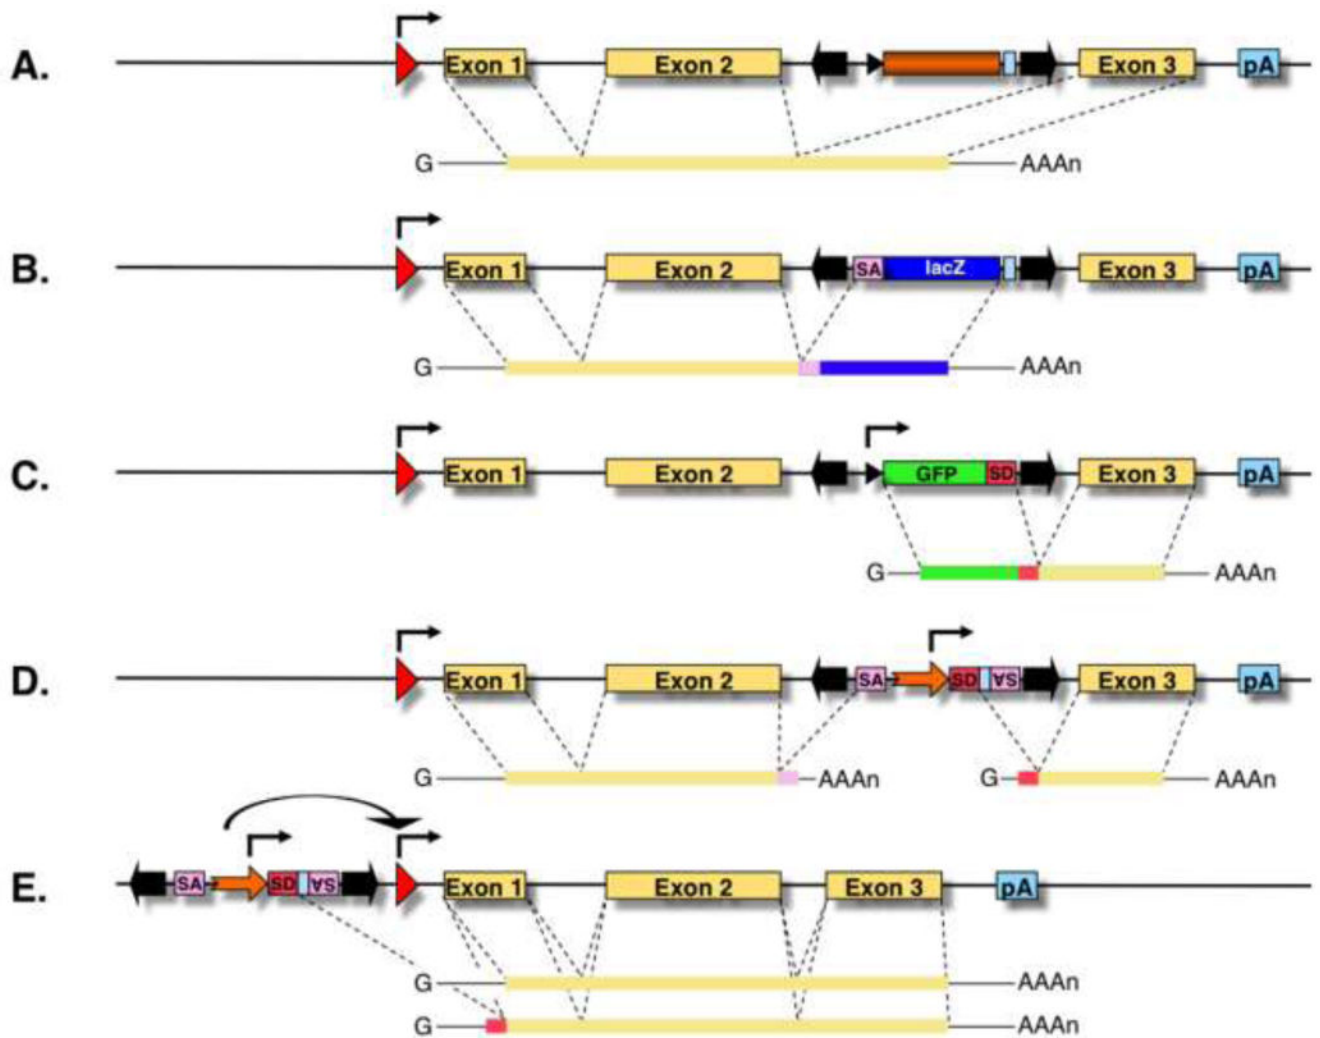 A. Exon 1 Exon 2 Exon 3 pA
G AAAn
B. Exon 1 Exon 2 SA lacZ Exon 3 pA
G AAAn
C. Exon 1 Exon 2 GFP SD Exon 3 pA
G AAAn
D. Exon 1 Exon 2 SA SD SA Exon 3 pA
G AAAn G AAAn
E. SA SD SA Exon 1 Exon 2 Exon 3 pA
G AAAn
G AAAn